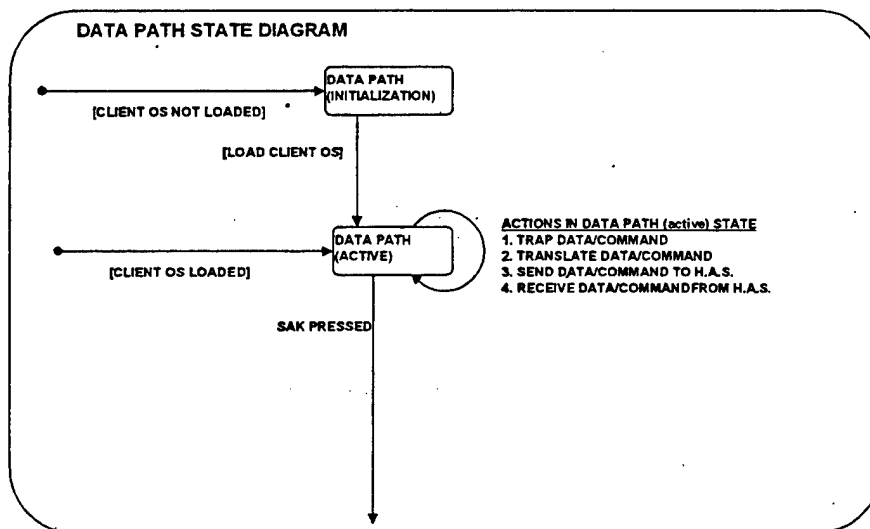 DATA PATH STATE DIAGRAM
DATA PATH
(INITIALIZATION)
[CLIENT OS NOT LOADED]
[LOAD CLIENT OS]
DATA PATH
(ACTIVE)
[CLIENT OS LOADED]
ACTIONS IN DATA PATH (active) STATE
1. TRAP DATA/COMMAND
2. TRANSLATE DATA/COMMAND
3. SEND DATA/COMMAND TO H.A.S.
4. RECEIVE DATA/COMMAND FROM H.A.S.
SAK PRESSED